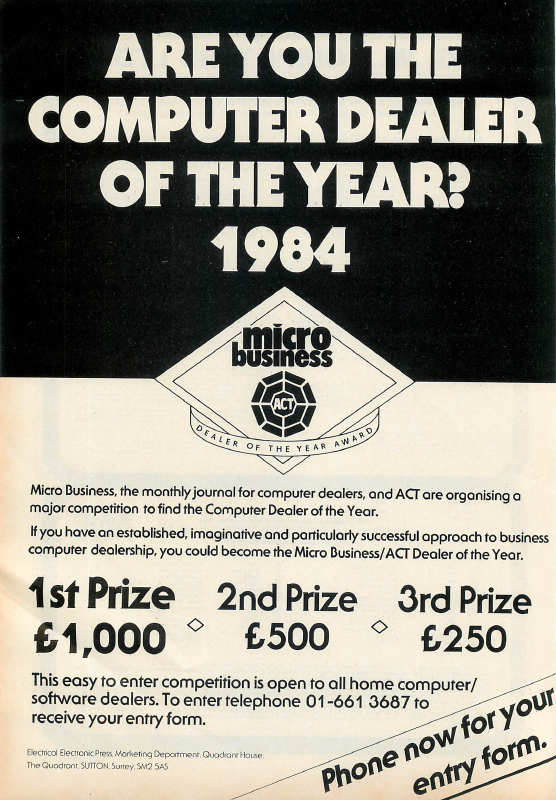 ARE YOU THE
COMPUTER DEALER
OF THE YEAR?
1984
micro
business
ACT
DEALER OF THE YEAR AWARD
Micro Business, the monthly journal for computer dealers, and ACT are organising a
major competition to find the Computer Dealer of the Year.
If you have an established, imaginative and particularly successful approach to business
computer dealership, you could become the Micro Business/ACT Dealer of the Year.
1st Prize ◇ 2nd Prize ◇ 3rd Prize
£1,000 £500 £250
This easy to enter competition is open to all home computer/
software dealers. To enter telephone 01-661 3687 to
receive your entry form.
Electrical Electronic Press, Marketing Department, Quadrant House,
The Quadrant, SUTTON, Surrey, SM2 5AS
Phone now for your
entry form.